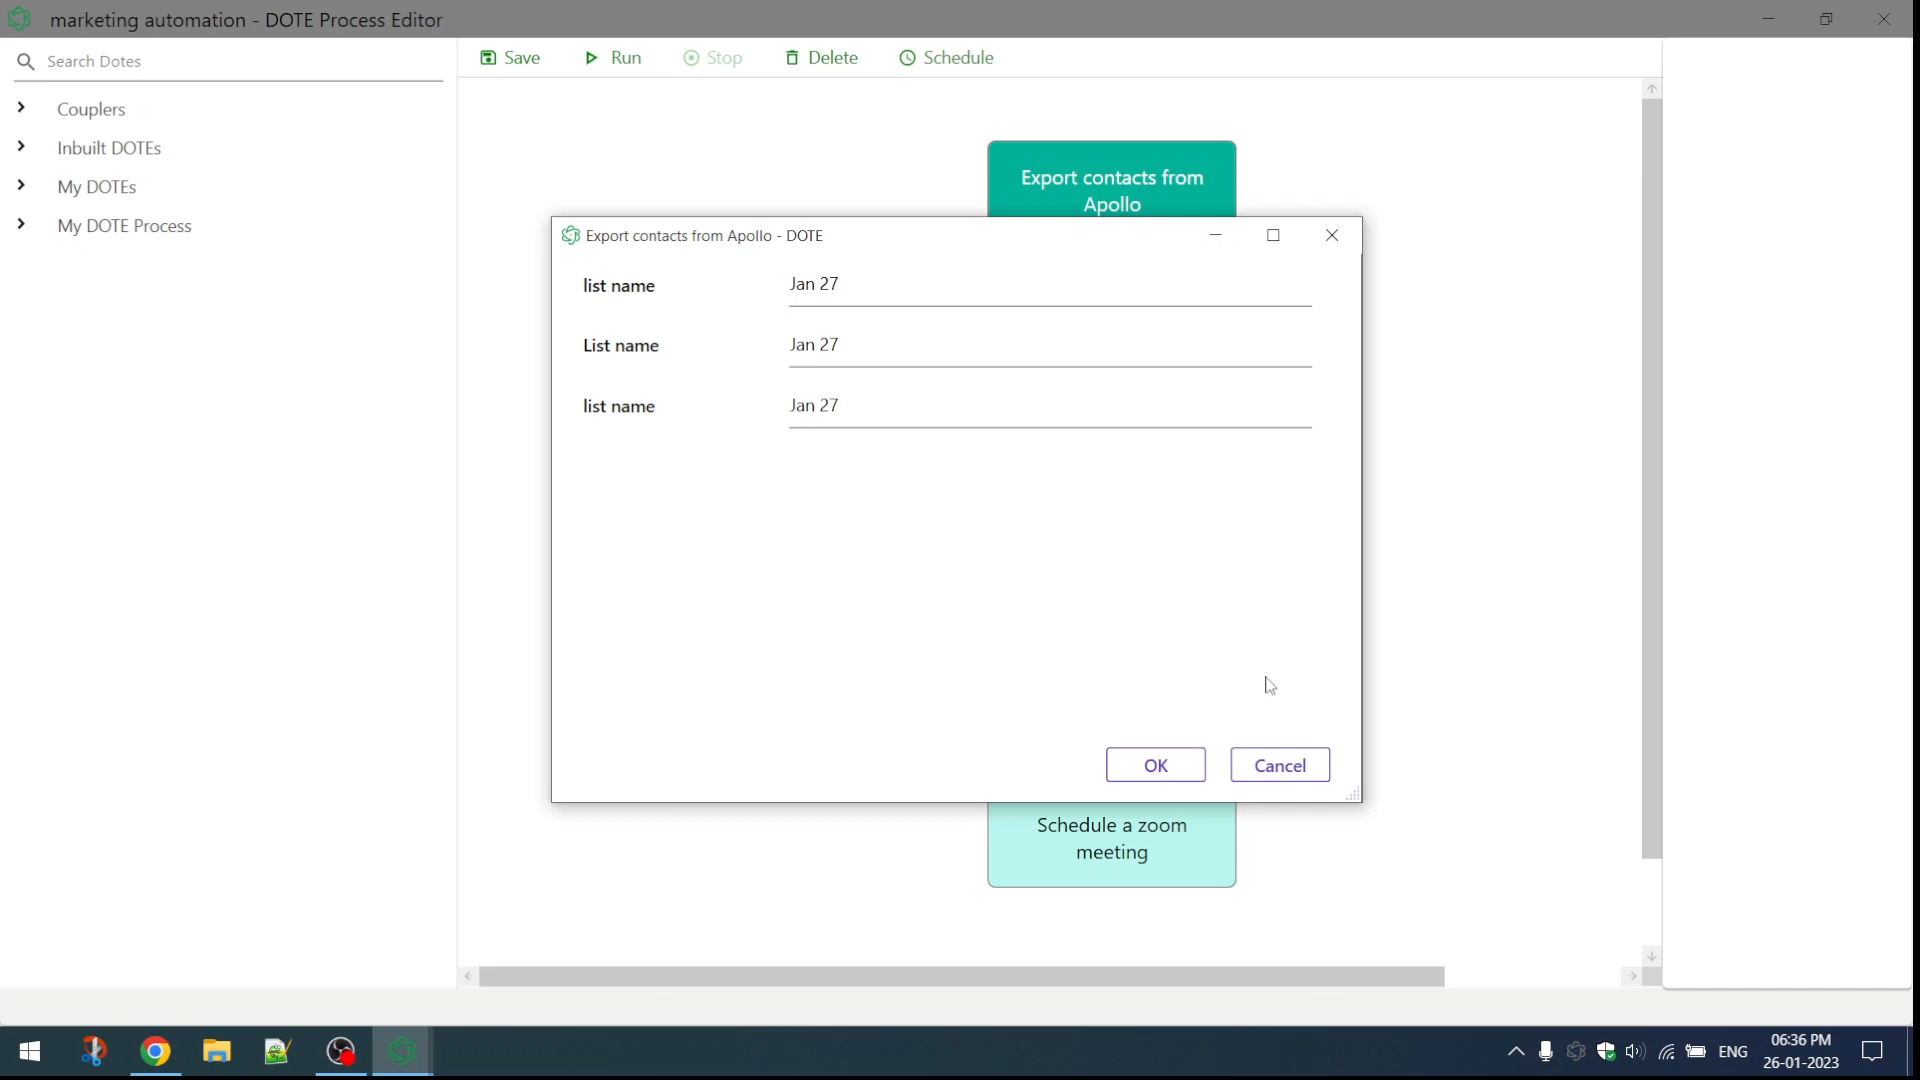 marketing automation - DOTE Process Editor
Search Dotes
Save Run Stop Delete Schedule
Couplers
Inbuilt DOTEs
My DOTEs
My DOTE Process
Export contacts from
Apollo
Export contacts from Apollo - DOTE
list name Jan 27
List name Jan 27
list name Jan 27
OK Cancel
Schedule a zoom
meeting
ENG
06:36 PM
26-01-2023